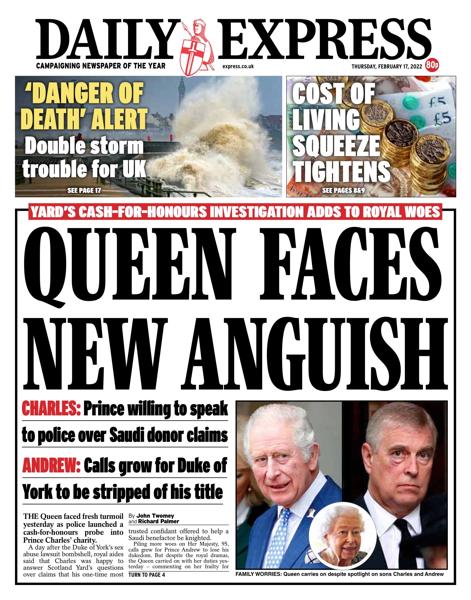 DAILY EXPRESS
CAMPAIGNING NEWSPAPER OF THE YEAR
express.co.uk
THURSDAY, FEBRUARY 17, 2022
80p
‘DANGER OF
DEATH’ ALERT
Double storm
trouble for UK
SEE PAGE 17
COST OF
LIVING
SQUEEZE
TIGHTENS
SEE PAGES 8&9
£5
£5
YARD’S CASH-FOR-HONOURS INVESTIGATION ADDS TO ROYAL WOES
QUEEN FACES
NEW ANGUISH
CHARLES: Prince willing to speak
to police over Saudi donor claims
ANDREW: Calls grow for Duke of
York to be stripped of his title
THE Queen faced fresh turmoil
yesterday as police launched a
cash-for-honours probe into
Prince Charles’ charity.
A day after the Duke of York’s sex
abuse lawsuit bombshell, royal aides
said that Charles was happy to
answer Scotland Yard’s questions
over claims that his one-time most
By John Twomey
and Richard Palmer
trusted confidant offered to help a
Saudi benefactor be knighted.
Piling more woes on Her Majesty, 95,
calls grew for Prince Andrew to lose his
dukedom. But despite the royal dramas,
the Queen carried on with her duties yes-
terday – commenting on her frailty for
TURN TO PAGE 4
FAMILY WORRIES: Queen carries on despite spotlight on sons Charles and Andrew